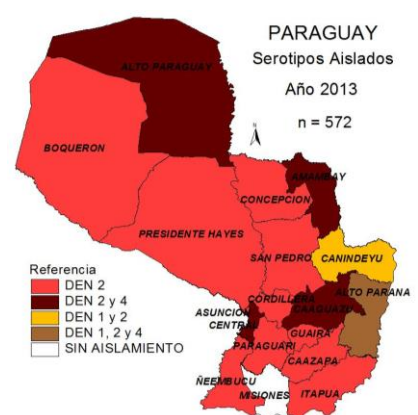 PARAGUAY
Serotipos Aislados
Año 2013
n = 572
ALTO PARAGUAY
BOQUERON
AMAMBAY
CONCEPCION
PRESIDENTE HAYES
SAN PEDRO
CANINDEYU
Referencia
DEN 2
DEN 2 y 4
DEN 1 y 2
DEN 1, 2 y 4
SIN AISLAMIENTO
ALTO PARANA
CORDILLERA
CAAGUAZU
ASUNCION
CENTRAL
GUAIRA
PARAGUARI
CAAZAPA
ÑEEMBUCU
MISIONES
ITAPUA